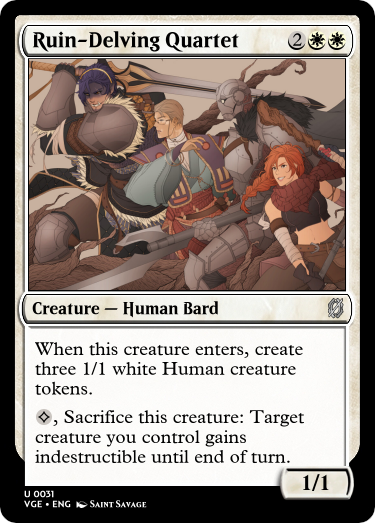 Ruin-Delving Quartet 2
Creature — Human Bard
When this creature enters, create
three 1/1 white Human creature
tokens.
, Sacrifice this creature: Target
creature you control gains
indestructible until end of turn.
1/1
U 0031
VGE • ENG Saint Savage